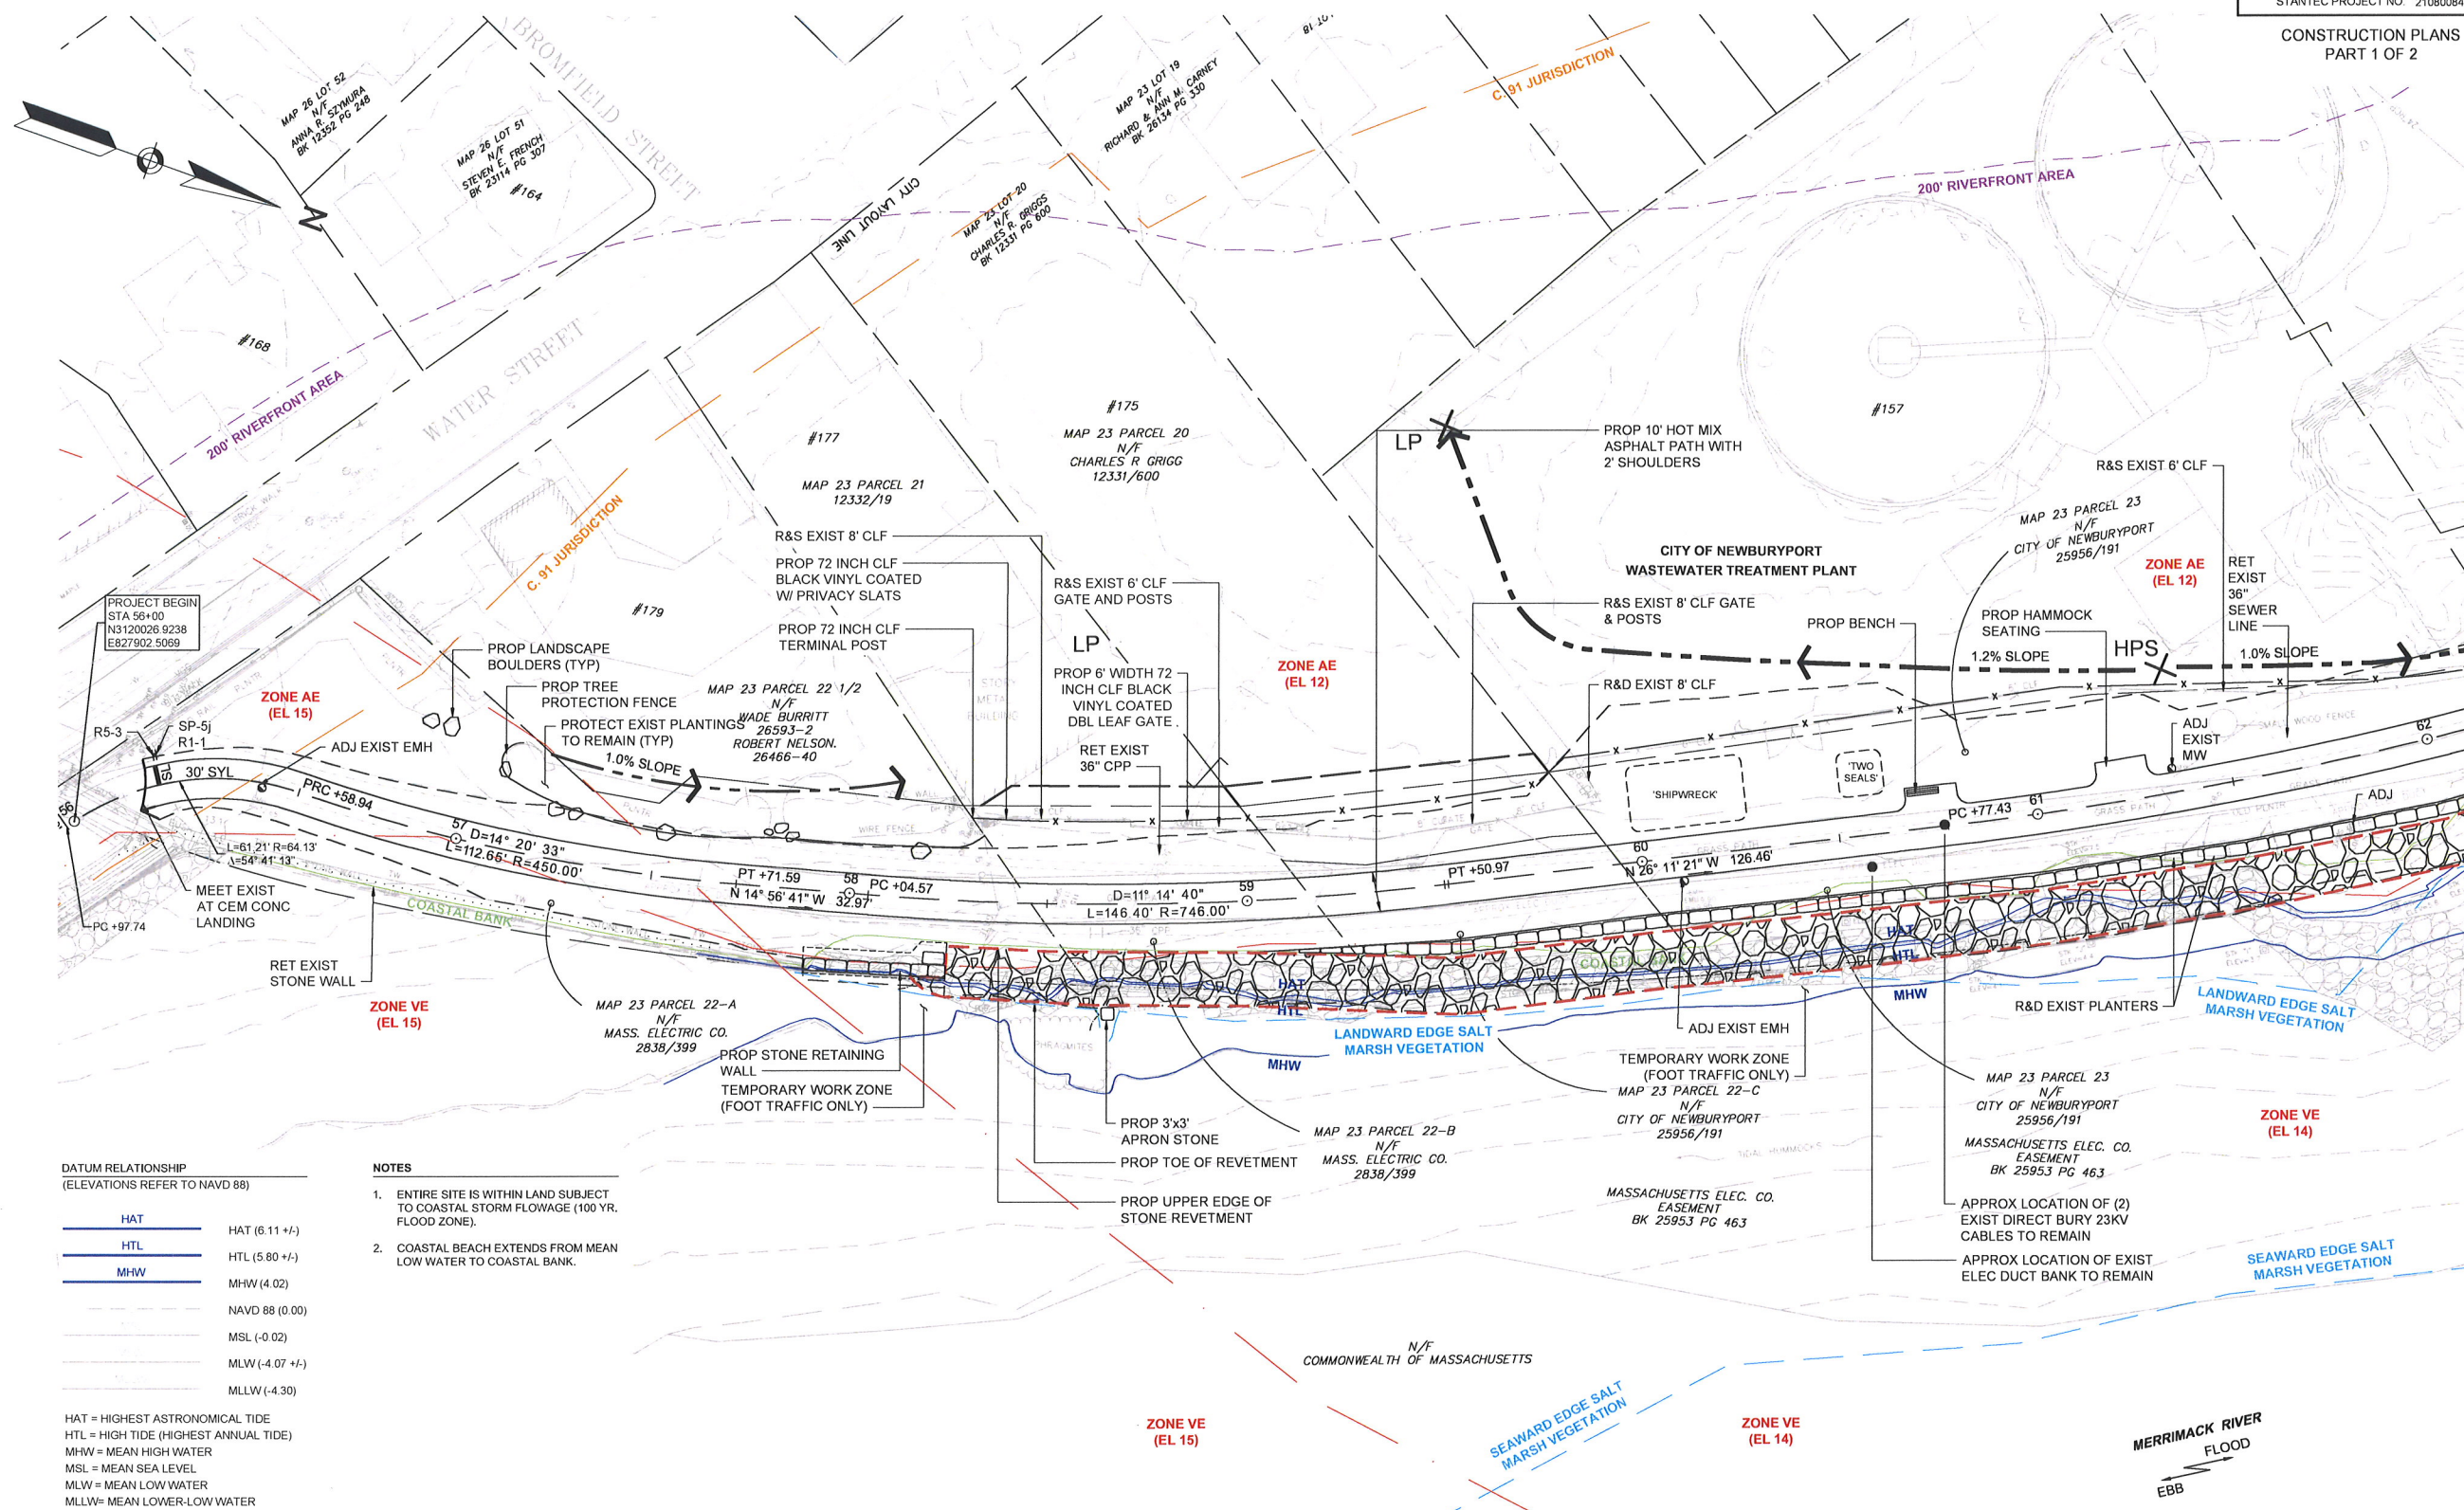 STANTEC PROJECT NO. 21080084
CONSTRUCTION PLANS
PART 1 OF 2
BROMFIELD STREET
MAP 26 LOT 52
N/F
ANNA R. SZYMURA
BK 12352 PG 248
MAP 26 LOT 51
N/F
STEVEN E. FRENCH
BK 23114 PG 307
#164
N
#168
200' RIVERFRONT AREA
WATER STREET
CITY LAYOUT LINE
MAP 23 LOT 20
N/F
CHARLES R. GRIGGS
BK 12331 PG 600
MAP 23 LOT 19
N/F
RICHARD & ANN M. CARNEY
BK 26134 PG 330
C. 91 JURISDICTION
200' RIVERFRONT AREA
#157
#175
MAP 23 PARCEL 20
N/F
CHARLES R GRIGG
12331/600
#177
MAP 23 PARCEL 21
12332/19
C. 91 JURISDICTION
#179
LP
PROP 10' HOT MIX
ASPHALT PATH WITH
2' SHOULDERS
R&S EXIST 6' CLF
MAP 23 PARCEL 23
N/F
CITY OF NEWBURYPORT
25956/191
CITY OF NEWBURYPORT
WASTEWATER TREATMENT PLANT
ZONE AE
(EL 12)
RET
EXIST
36"
SEWER
LINE
R&S EXIST 8' CLF
PROP 72 INCH CLF
BLACK VINYL COATED
W/ PRIVACY SLATS
R&S EXIST 6' CLF
GATE AND POSTS
PROP 72 INCH CLF
TERMINAL POST
LP
R&S EXIST 8' CLF GATE
& POSTS
PROP BENCH
PROP HAMMOCK
SEATING
HPS
1.2% SLOPE
1.0% SLOPE
PROJECT BEGIN
STA 56+00
N3120026.9238
E827902.5069
PROP LANDSCAPE
BOULDERS (TYP)
PROP TREE
PROTECTION FENCE
PROTECT EXIST PLANTINGS
TO REMAIN (TYP)
MAP 23 PARCEL 22 1/2
N/F
WADE BURRITT
26593-2
ROBERT NELSON.
26466-40
PROP 6' WIDTH 72
INCH CLF BLACK
VINYL COATED
DBL LEAF GATE
ZONE AE
(EL 12)
R&D EXIST 8' CLF
ZONE AE
(EL 15)
R5-3
SP-5j
R1-1
ADJ EXIST EMH
SL
30' SYL
1.0% SLOPE
RET EXIST
36" CPP
1 STORY
METAL
BUILDING
WIRE FENCE
'SHIPWRECK'
'TWO
SEALS'
ADJ
EXIST
MW
SMALL WOOD FENCE
62
ADJ
56
PRC +58.94
57
D=14° 20' 33"
L=112.65' R=450.00'
L=61.21' R=64.13'
54° 41' 13"
PT +71.59
58
PC +04.57
N 14° 56' 41" W 32.97'
D=11° 14' 40"
L=146.40' R=746.00'
59
PT +50.97
60
N 26° 11' 21" W 126.46'
GRASS PATH
PC +77.43
61
GRASS PATH
PC +97.74
MEET EXIST
AT CEM CONC
LANDING
COASTAL BANK
RET EXIST
STONE WALL
ZONE VE
(EL 15)
MAP 23 PARCEL 22-A
N/F
MASS. ELECTRIC CO.
2838/399
PROP STONE RETAINING
WALL
TEMPORARY WORK ZONE
(FOOT TRAFFIC ONLY)
HAT
HTL
PHRAGMITES
MHW
LANDWARD EDGE SALT
MARSH VEGETATION
COASTAL BANK
HAT
HTL
MHW
ADJ EXIST EMH
TEMPORARY WORK ZONE
(FOOT TRAFFIC ONLY)
R&D EXIST PLANTERS
LANDWARD EDGE SALT
MARSH VEGETATION
PROP 3'x3'
APRON STONE
PROP TOE OF REVETMENT
PROP UPPER EDGE OF
STONE REVETMENT
MAP 23 PARCEL 22-B
N/F
MASS. ELECTRIC CO.
2838/399
MAP 23 PARCEL 22-C
N/F
CITY OF NEWBURYPORT
25956/191
MASSACHUSETTS ELEC. CO.
EASEMENT
BK 25953 PG 463
TIDAL HUMMOCKS
MAP 23 PARCEL 23
N/F
CITY OF NEWBURYPORT
25956/191
MASSACHUSETTS ELEC. CO.
EASEMENT
BK 25953 PG 463
APPROX LOCATION OF (2)
EXIST DIRECT BURY 23KV
CABLES TO REMAIN
APPROX LOCATION OF EXIST
ELEC DUCT BANK TO REMAIN
ZONE VE
(EL 14)
SEAWARD EDGE SALT
MARSH VEGETATION
N/F
COMMONWEALTH OF MASSACHUSETTS
ZONE VE
(EL 15)
SEAWARD EDGE SALT
MARSH VEGETATION
ZONE VE
(EL 14)
MERRIMACK RIVER
FLOOD
EBB
DATUM RELATIONSHIP
(ELEVATIONS REFER TO NAVD 88)
HAT
HAT (6.11 +/-)
HTL
HTL (5.80 +/-)
MHW
MHW (4.02)
NAVD 88 (0.00)
MSL (-0.02)
MLW (-4.07 +/-)
MLLW (-4.30)
HAT = HIGHEST ASTRONOMICAL TIDE
HTL = HIGH TIDE (HIGHEST ANNUAL TIDE)
MHW = MEAN HIGH WATER
MSL = MEAN SEA LEVEL
MLW = MEAN LOW WATER
MLLW= MEAN LOWER-LOW WATER
NOTES
1. ENTIRE SITE IS WITHIN LAND SUBJECT
TO COASTAL STORM FLOWAGE (100 YR.
FLOOD ZONE).
2. COASTAL BEACH EXTENDS FROM MEAN
LOW WATER TO COASTAL BANK.